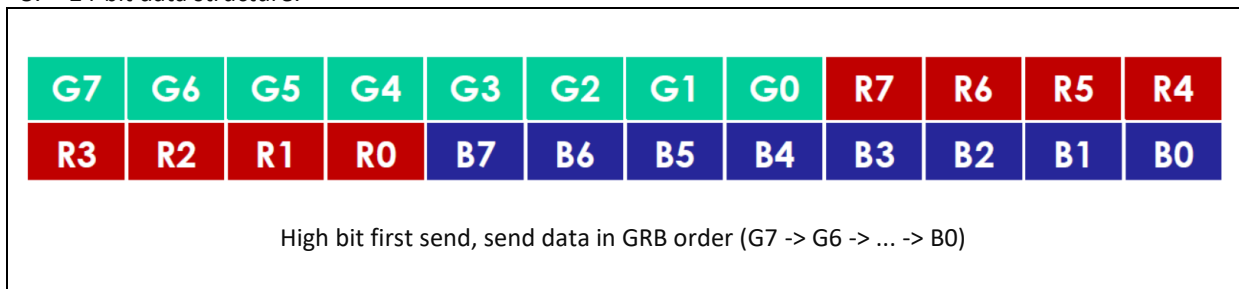 G7 G6 G5 G4 G3 G2 G1 G0 R7 R6 R5 R4
R3 R2 R1 R0 B7 B6 B5 B4 B3 B2 B1 B0
High bit first send, send data in GRB order (G7 -> G6 -> ... -> B0)